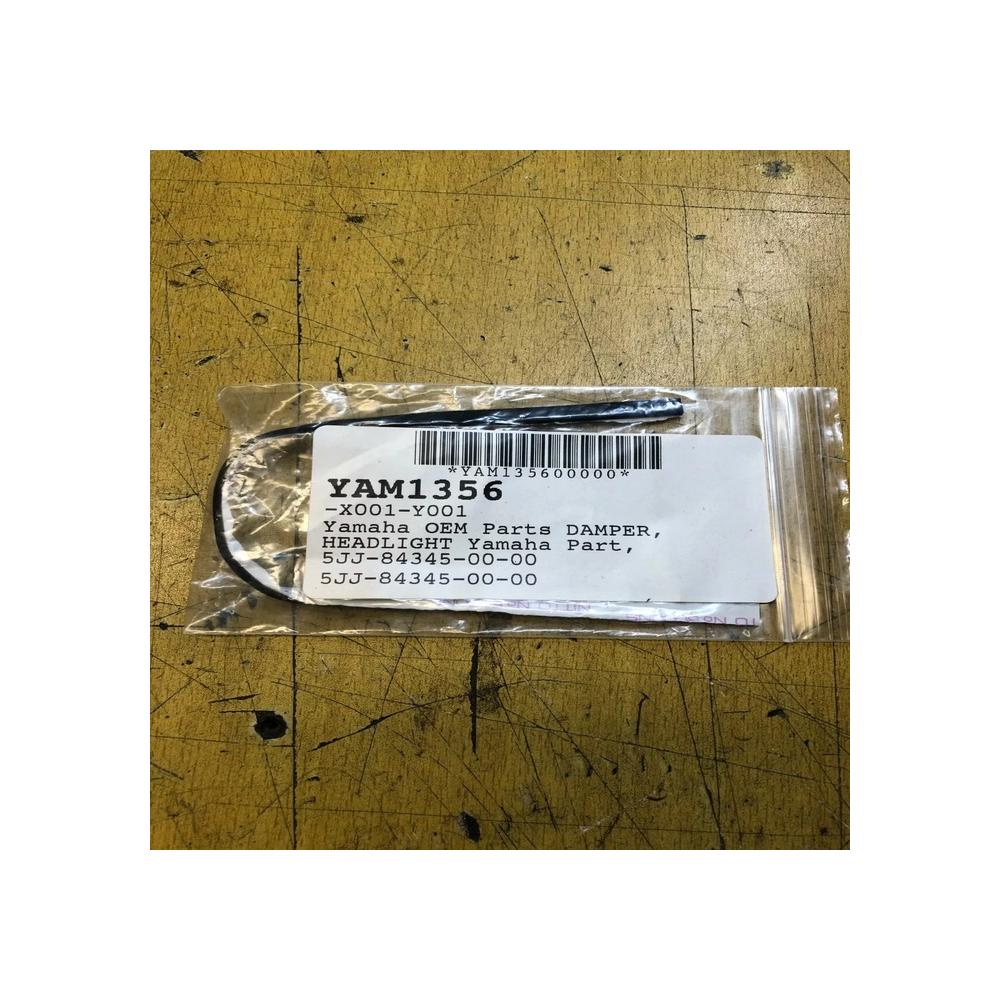 *YAM135600000*
YAM1356
-X001-Y001
Yamaha OEM Parts DAMPER,
HEADLIGHT Yamaha Part,
5JJ-84345-00-00
5JJ-84345-00-00
NITTO